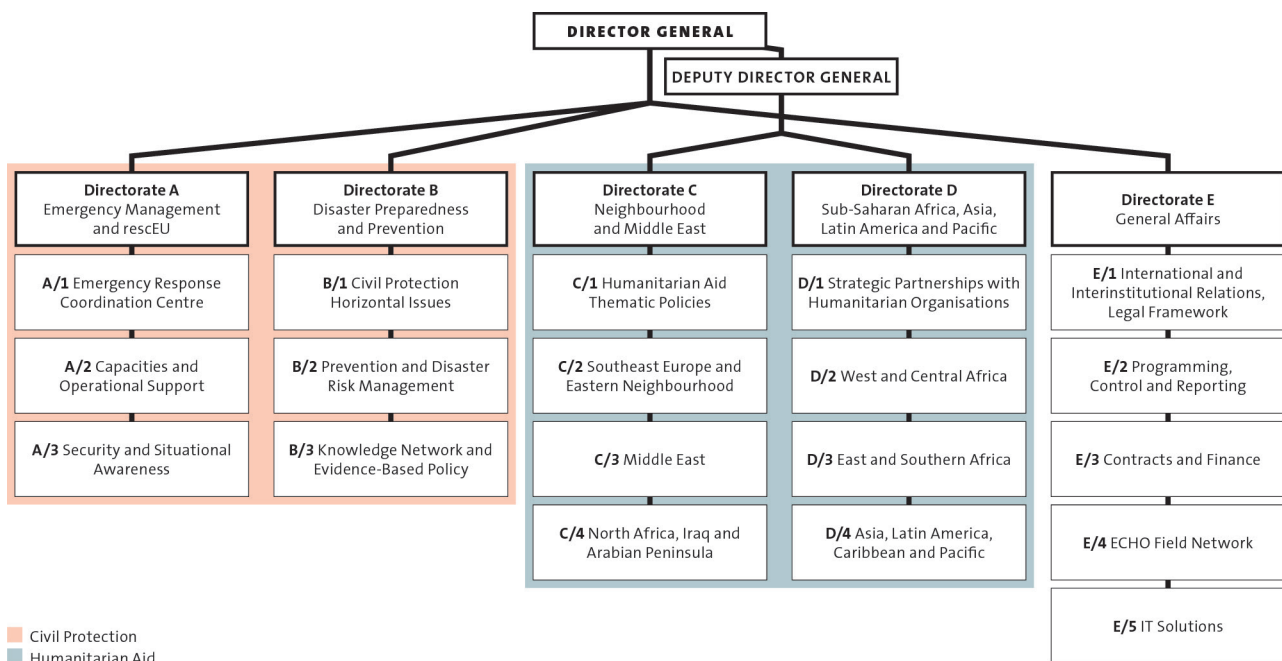 DIRECTOR GENERAL
DEPUTY DIRECTOR GENERAL
Directorate A
Emergency Management
and rescEU
A/1 Emergency Response
Coordination Centre
A/2 Capacities and
Operational Support
A/3 Security and Situational
Awareness
Directorate B
Disaster Preparedness
and Prevention
B/1 Civil Protection
Horizontal Issues
B/2 Prevention and Disaster
Risk Management
B/3 Knowledge Network and
Evidence-Based Policy
Directorate C
Neighbourhood
and Middle East
C/1 Humanitarian Aid
Thematic Policies
C/2 Southeast Europe and
Eastern Neighbourhood
C/3 Middle East
C/4 North Africa, Iraq and
Arabian Peninsula
Directorate D
Sub-Saharan Africa, Asia,
Latin America and Pacific
D/1 Strategic Partnerships with
Humanitarian Organisations
D/2 West and Central Africa
D/3 East and Southern Africa
D/4 Asia, Latin America,
Caribbean and Pacific
Directorate E
General Affairs
E/1 International and
Interinstitutional Relations,
Legal Framework
E/2 Programming,
Control and Reporting
E/3 Contracts and Finance
E/4 ECHO Field Network
E/5 IT Solutions
Civil Protection
Humanitarian Aid